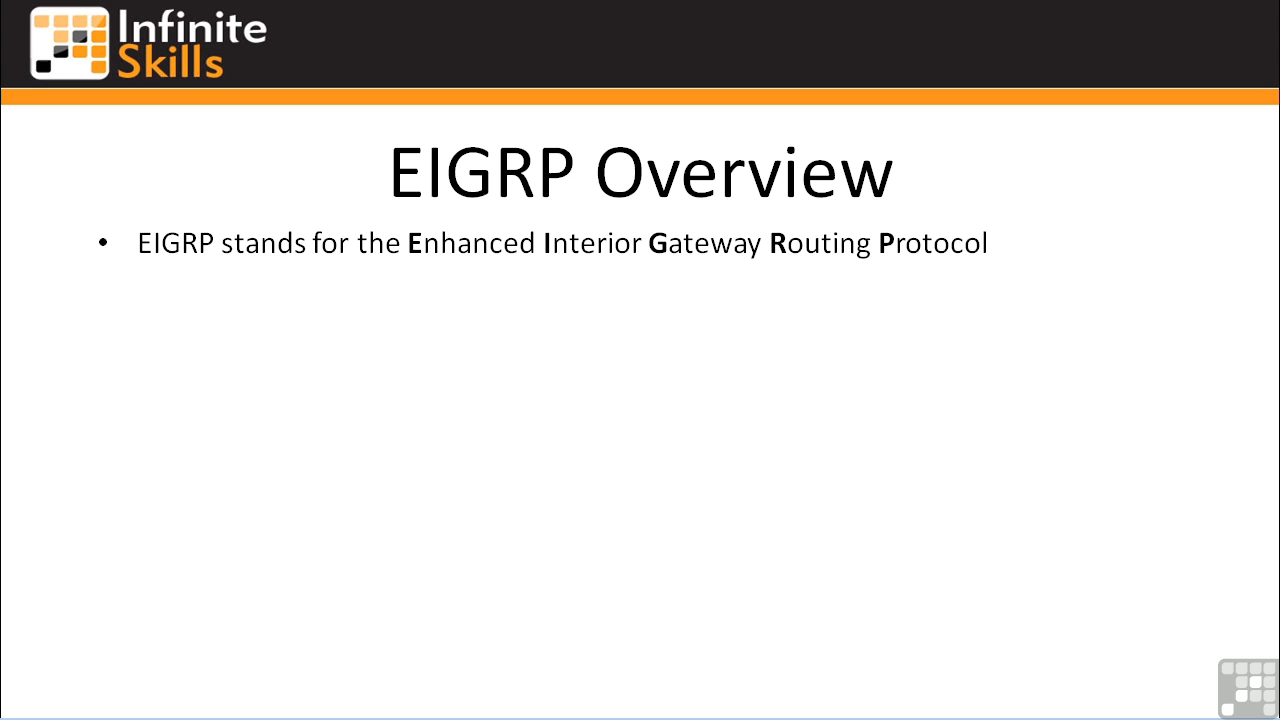 Infinite
Skills
EIGRP Overview
• EIGRP stands for the Enhanced Interior Gateway Routing Protocol